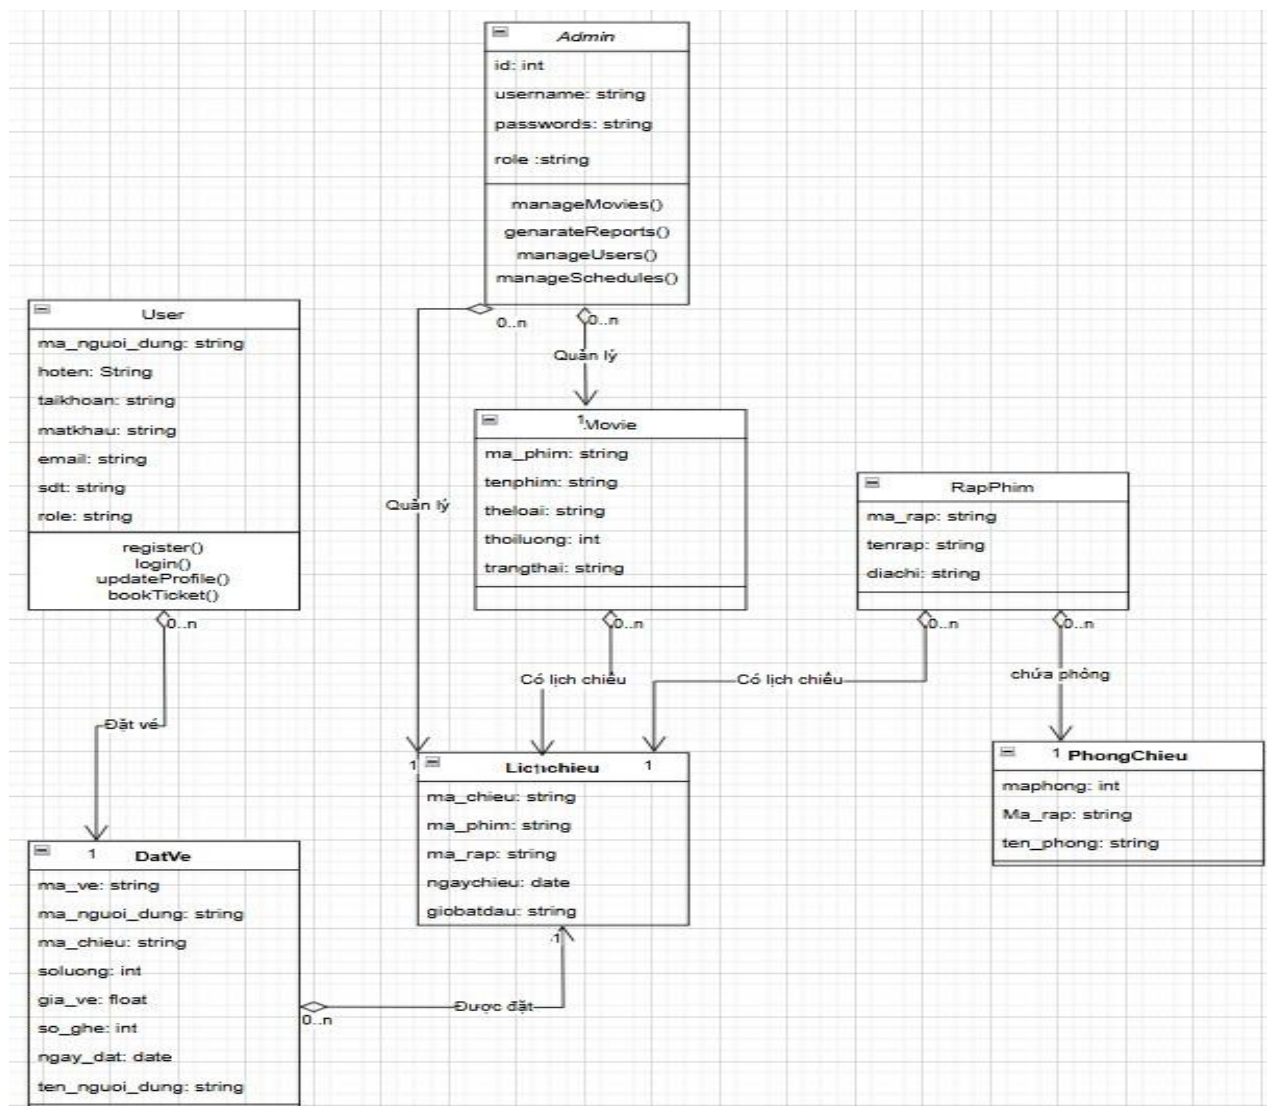 Admin
id: int
username: string
passwords: string
role :string
manageMovies()
genarateReports()
manageUsers()
manageSchedules()
0..n
0..n
Quản lý
Quản lý
User
ma_nguoi_dung: string
hoten: String
taikhoan: string
matkhau: string
email: string
sdt: string
role: string
register()
login()
updateProfile()
bookTicket()
0..n
Đặt vé
1
Movie
ma_phim: string
tenphim: string
theloai: string
thoiluong: int
trangthai: string
0..n
Có lịch chiếu
RapPhim
ma_rap: string
tenrap: string
diachi: string
0..n
0..n
Có lịch chiếu
chứa phòng
1
Lichchieu
1
ma_chieu: string
ma_phim: string
ma_rap: string
ngaychieu: date
giobatdau: string
1
1
PhongChieu
maphong: int
Ma_rap: string
ten_phong: string
1
DatVe
ma_ve: string
ma_nguoi_dung: string
ma_chieu: string
soluong: int
gia_ve: float
so_ghe: int
ngay_dat: date
ten_nguoi_dung: string
0..n
Được đặt